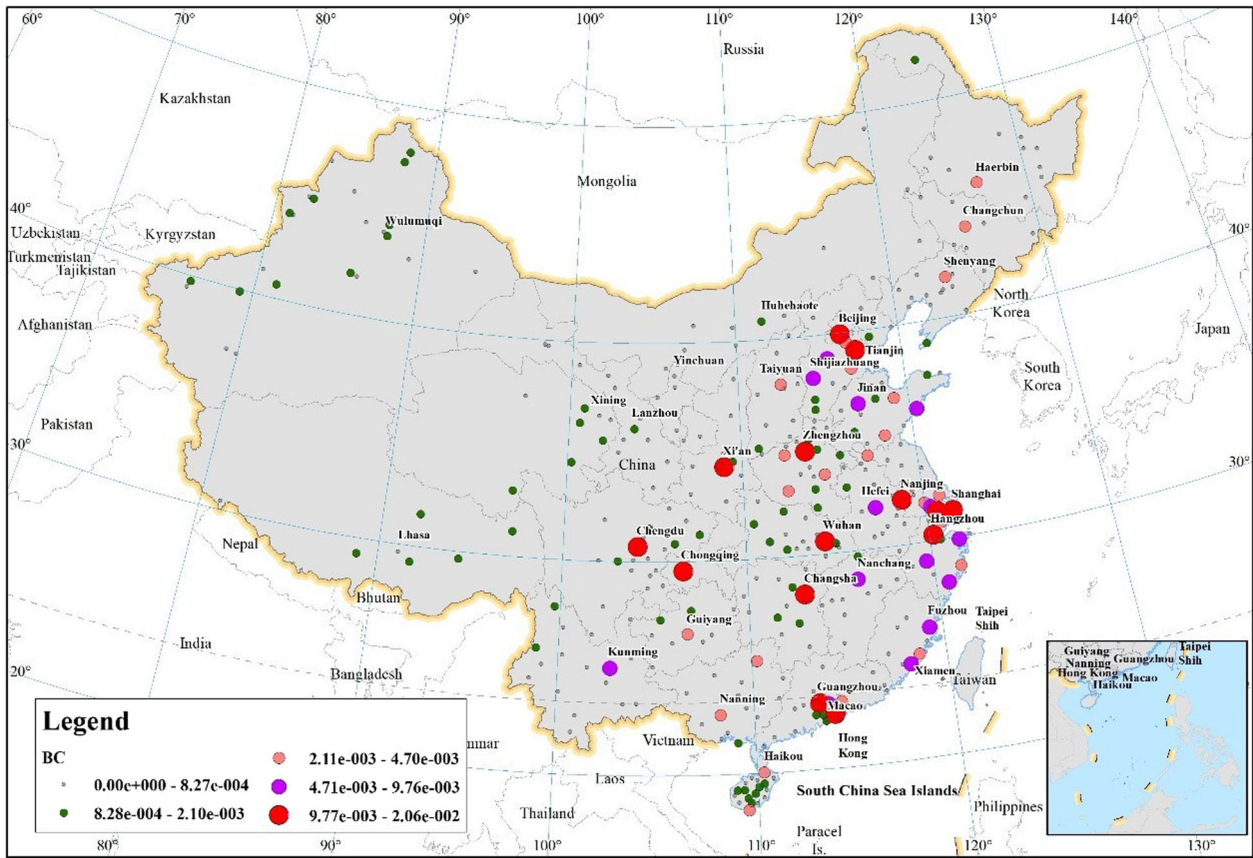 60°
70°
80°
90°
100°
110°
120°
130°
140°
Russia
Kazakhstan
Mongolia
Haerbin
Changchun
40°
Uzbekistan
Kyrgyzstan
Wulumuqi
40°
Turkmenistan
Tajikistan
Shenyang
North
Korea
Huhehaote
Beijing
Afghanistan
Japan
Tianjin
Yinchuan
Shijiazhuang
Taiyuan
South
Korea
Jinan
Xining
Lanzhou
Pakistan
30°
Zhengzhou
Xi'an
China
30°
Nanjing
Hefei
Shanghai
Hangzhou
Wuhan
Lhasa
Chengdu
Nepal
Chongqing
Nanchang
Changsha
Bhutan
Fuzhou
Taipei
Shih
Guiyang
India
Kunming
20°
Bangladesh
Xiamen
Taiwan
Guangzhou
Nanning
Macao
Hong
Kong
Vietnam
mmar
Haikou
Laos
South China Sea Islands
Philippines
Thailand
Paracel
Is.
Legend
BC
0.00e+000 - 8.27e-004
8.28e-004 - 2.10e-003
2.11e-003 - 4.70e-003
4.71e-003 - 9.76e-003
9.77e-003 - 2.06e-002
Taipei
Shih
Guiyang
Guangzhou
Nanning
Hong Kong
Macao
Haikou
80°
90°
100°
110°
120°
130°